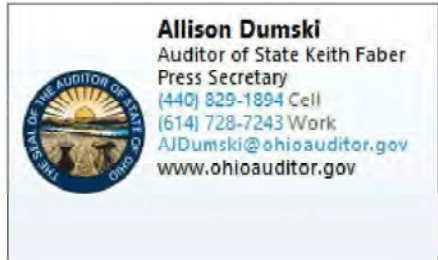 Allison Dumski
Auditor of State Keith Faber
Press Secretary
(440) 829-1894 Cell
(614) 728-7243 Work
AJDumski@ohioauditor.gov
www.ohioauditor.gov
THE SEAL OF THE AUDITOR OF STATE OF OHIO